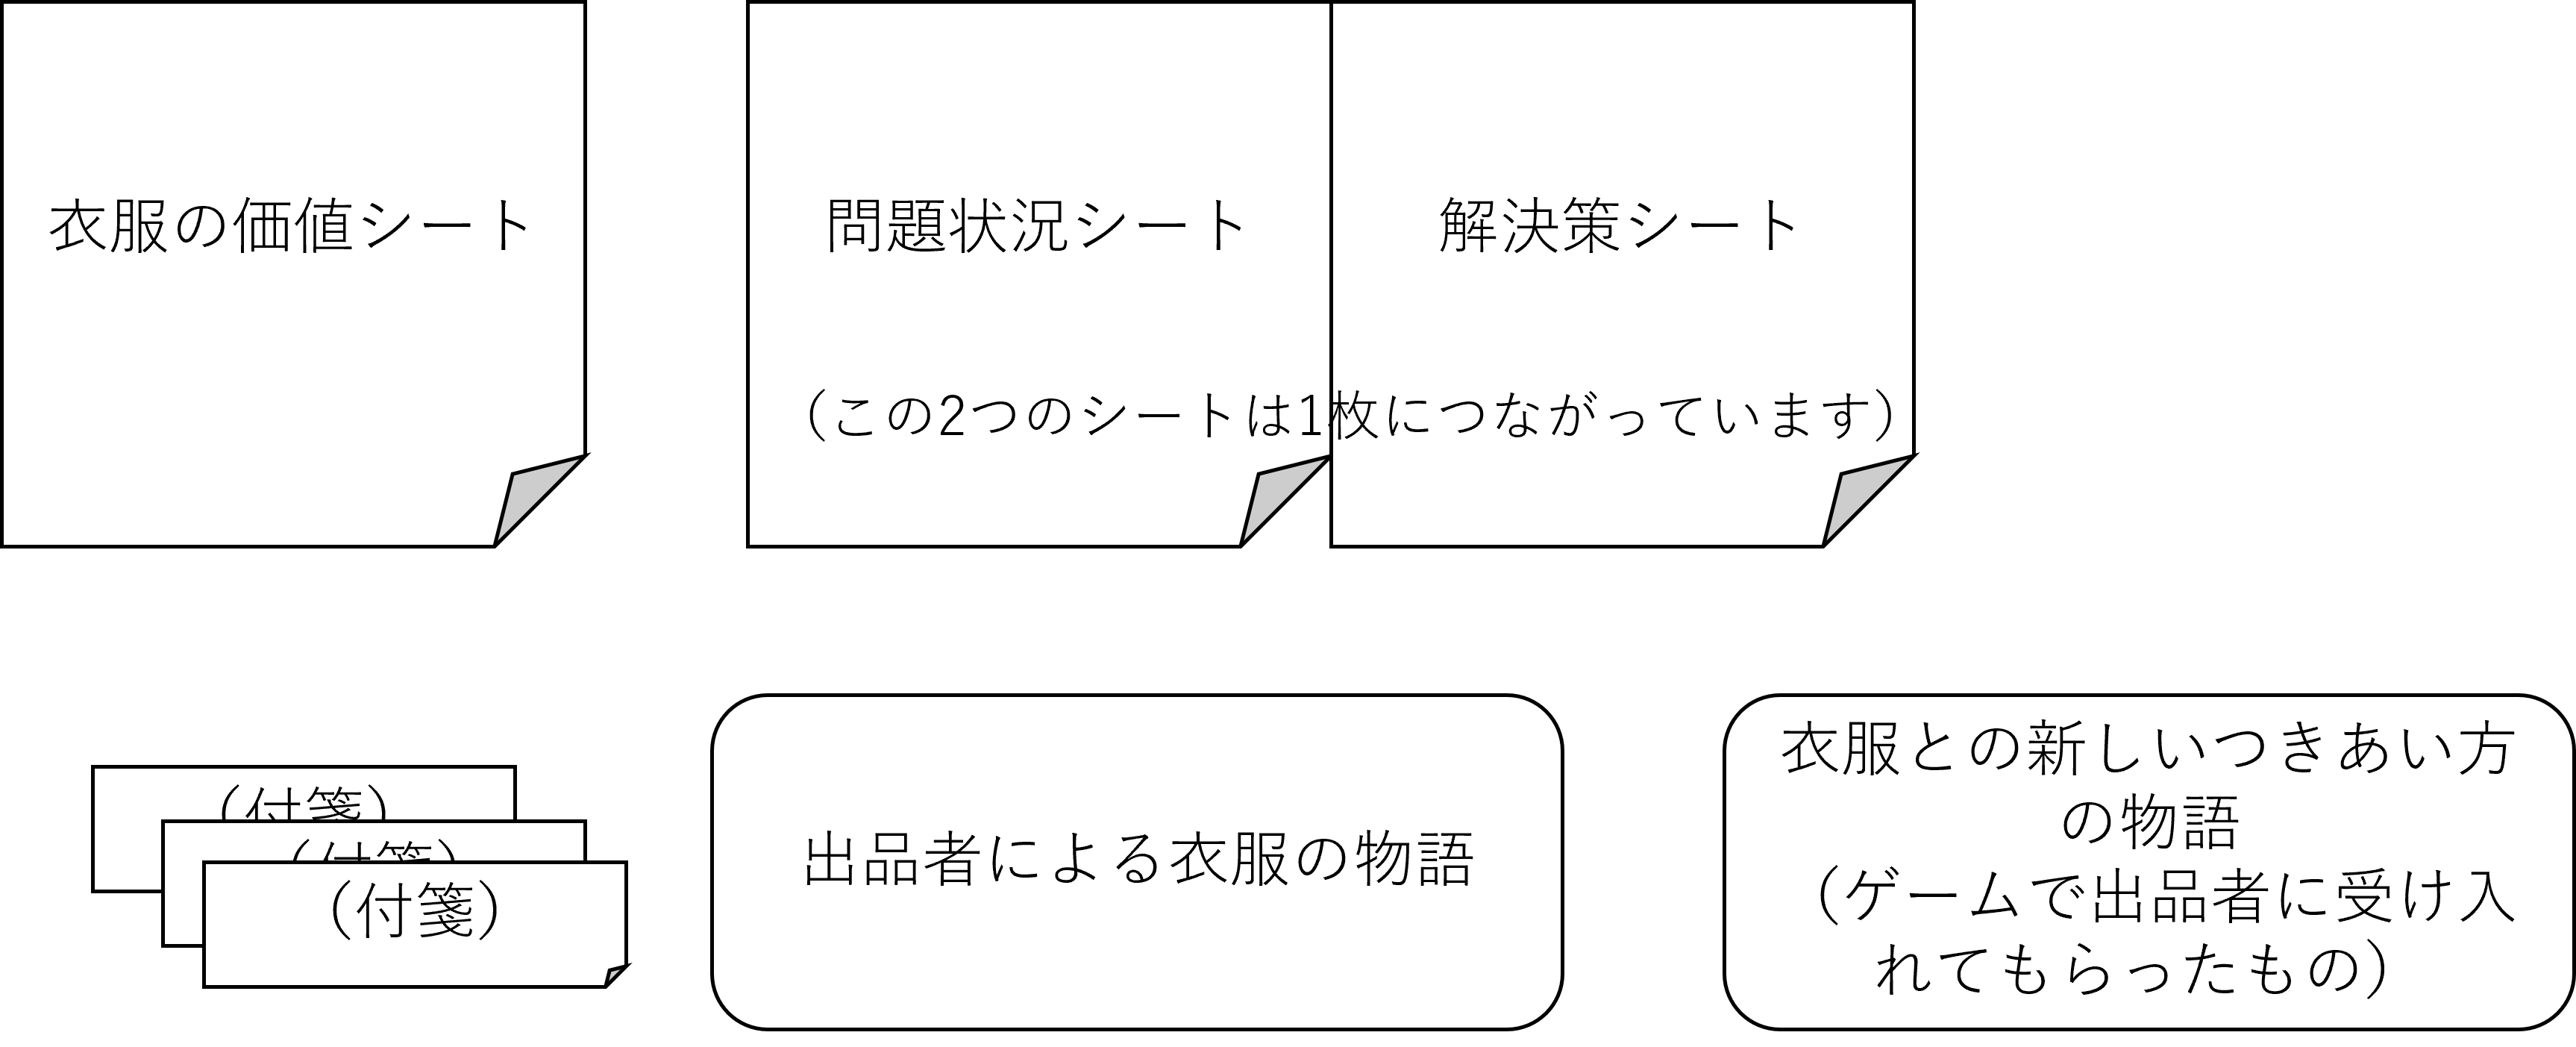 衣服の価値シート
問題状況シート
解決策シート
（この2つのシートは1枚につながっています）
（付箋）
（付箋）
（付箋）
出品者による衣服の物語
衣服との新しいつきあい方
の物語
（ゲームで出品者に受け入
れてもらったもの）